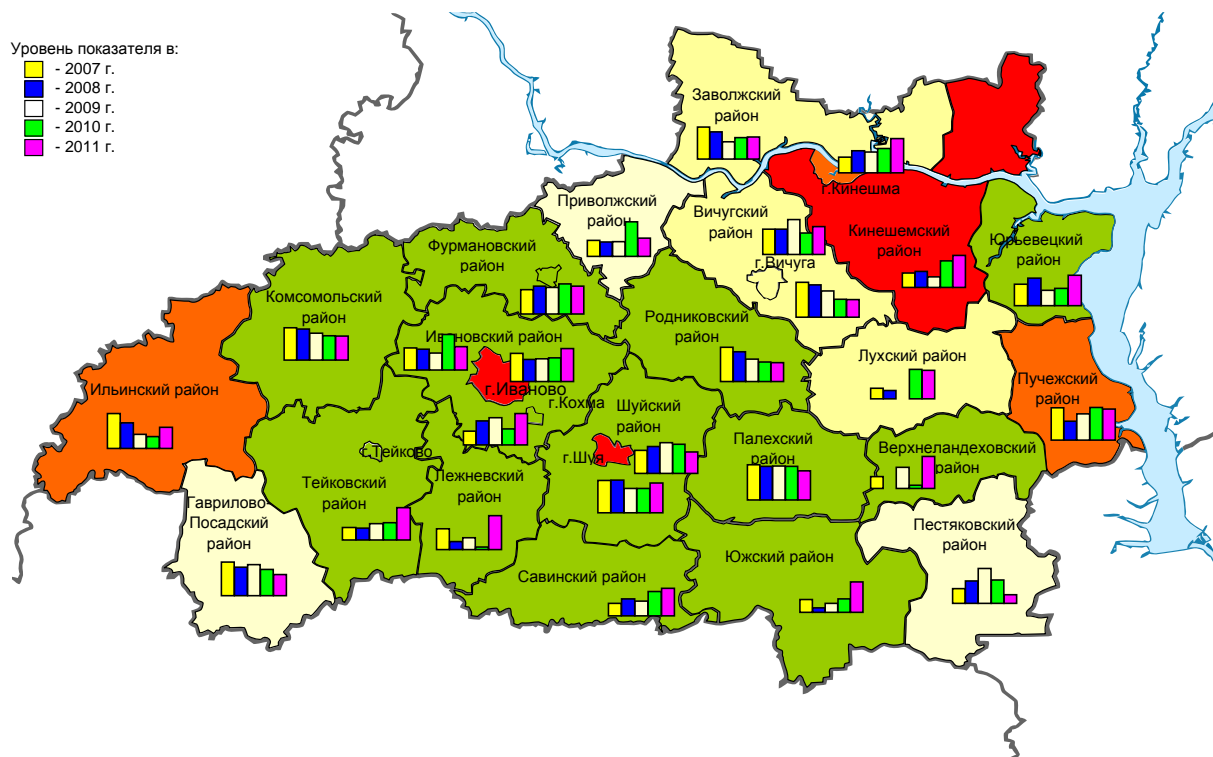 Уровень показателя в:
- 2007 г.
- 2008 г.
- 2009 г.
- 2010 г.
- 2011 г.
Заволжский
район
г.Кинешма
Приволжский
район
Вичугский
район
Кинешемский
район
Юрьевецкий
район
Фурмановский
район
г.Вичуга
Комсомольский
район
Ивановский район
Родниковский
район
Лухский район
Ильинский район
г.Иваново
Пучежский
район
г.Кохма
Шуйский
район
Палехский
район
Верхнеландеховский
район
г.Тейково
г.Шуя
Тейковский
район
Лежневский
район
Гаврилово-
Посадский
район
Пестяковский
район
Савинский район
Южский район